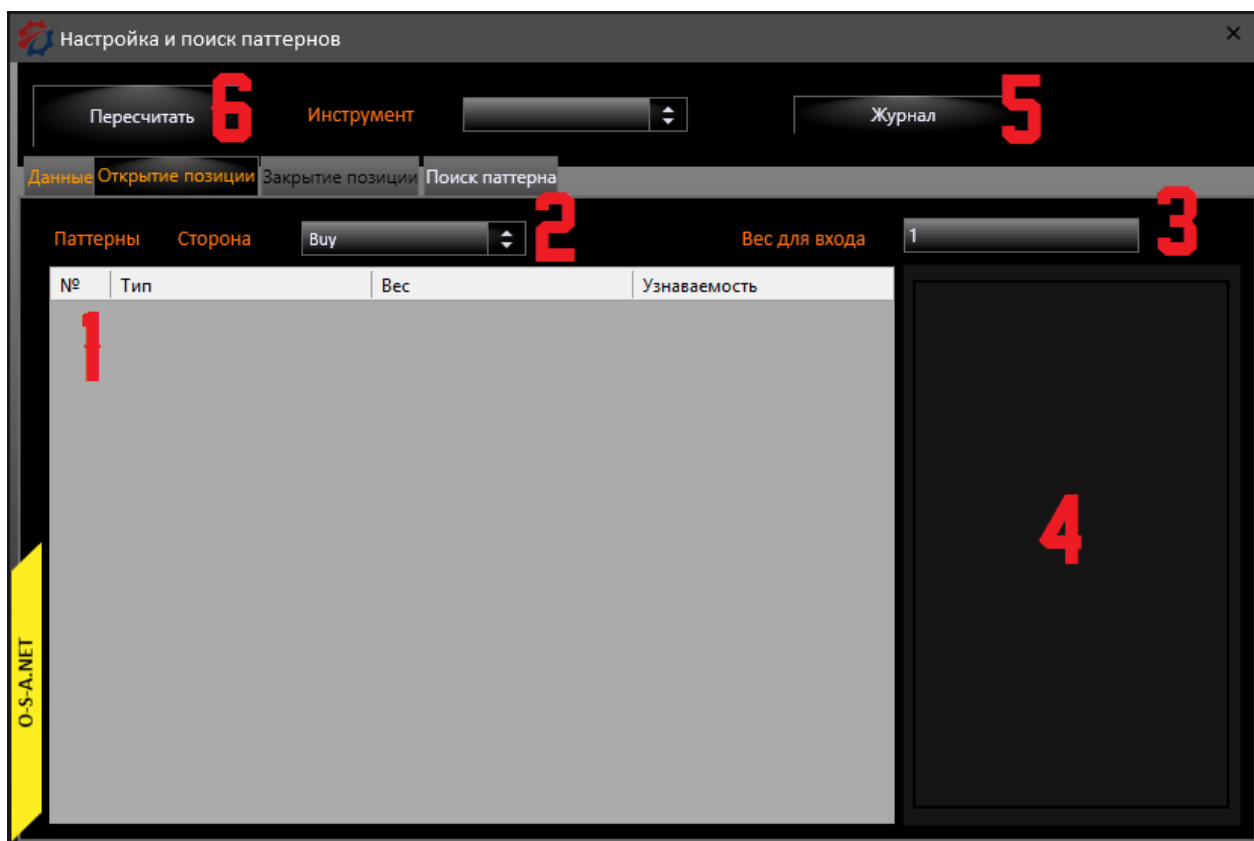 Настройка и поиск паттернов
Пересчитать 6 Инструмент Журнал 5
Данные Открытие позиции Закрытие позиции Поиск паттерна
Паттерны Сторона Buy 2 Вес для входа 1 3
№ Тип Вес Узнаваемость
1
4
O-S-A.NET